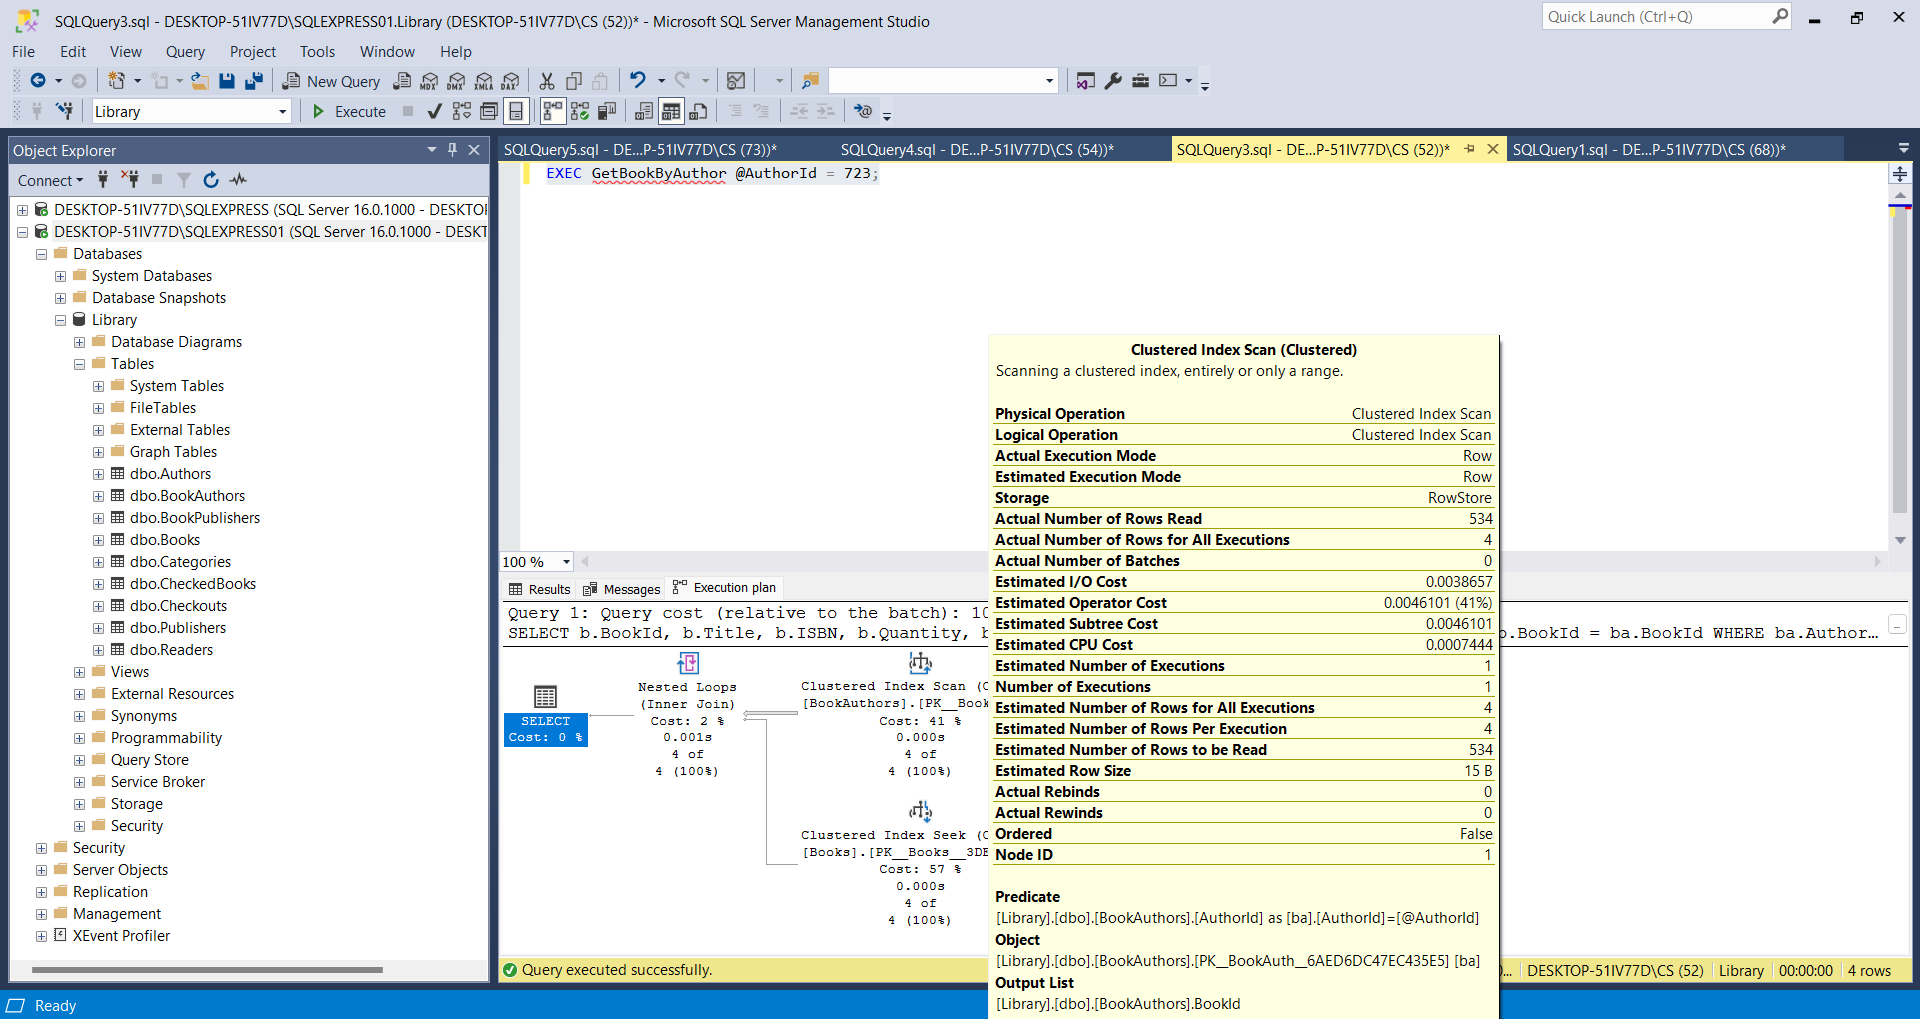 SQLQuery3.sql - DESKTOP-51IV77D\SQLEXPRESS01.Library (DESKTOP-51IV77D\CS (52))* - Microsoft SQL Server Management Studio
Quick Launch (Ctrl+Q)
File Edit View Query Project Tools Window Help
New Query MDX DMX XMLA DAX
Library Execute
Object Explorer
SQLQuery5.sql - DE...P-51IV77D\CS (73))* SQLQuery4.sql - DE...P-51IV77D\CS (54))* SQLQuery3.sql - DE...P-51IV77D\CS (52))* SQLQuery1.sql - DE...P-51IV77D\CS (68))*
Connect
EXEC GetBookByAuthor @AuthorId = 723;
DESKTOP-51IV77D\SQLEXPRESS (SQL Server 16.0.1000 - DESKTO
DESKTOP-51IV77D\SQLEXPRESS01 (SQL Server 16.0.1000 - DESKT
Databases
System Databases
Database Snapshots
Library
Database Diagrams
Tables
System Tables
FileTables
External Tables
Graph Tables
dbo.Authors
dbo.BookAuthors
dbo.BookPublishers
dbo.Books
dbo.Categories
dbo.CheckedBooks
dbo.Checkouts
dbo.Publishers
dbo.Readers
Views
External Resources
Synonyms
Programmability
Query Store
Service Broker
Storage
Security
Security
Server Objects
Replication
Management
XEvent Profiler
100 %
Results Messages Execution plan
Query 1: Query cost (relative to the batch): 10
SELECT b.BookId, b.Title, b.ISBN, b.Quantity, b
o.BookId = ba.BookId WHERE ba.Author...
SELECT
Cost: 0 %
Nested Loops
(Inner Join)
Cost: 2 %
0.001s
4 of
4 (100%)
Clustered Index Scan (C
[BookAuthors].[PK__Book
Cost: 41 %
0.000s
4 of
4 (100%)
Clustered Index Seek (C
[Books].[PK__Books__3DE
Cost: 57 %
0.000s
4 of
4 (100%)
Clustered Index Scan (Clustered)
Scanning a clustered index, entirely or only a range.
Physical Operation Clustered Index Scan
Logical Operation Clustered Index Scan
Actual Execution Mode Row
Estimated Execution Mode Row
Storage RowStore
Actual Number of Rows Read 534
Actual Number of Rows for All Executions 4
Actual Number of Batches 0
Estimated I/O Cost 0.0038657
Estimated Operator Cost 0.0046101 (41%)
Estimated Subtree Cost 0.0046101
Estimated CPU Cost 0.0007444
Estimated Number of Executions 1
Number of Executions 1
Estimated Number of Rows for All Executions 4
Estimated Number of Rows Per Execution 4
Estimated Number of Rows to be Read 534
Estimated Row Size 15 B
Actual Rebinds 0
Actual Rewinds 0
Ordered False
Node ID 1
Predicate
[Library].[dbo].[BookAuthors].[AuthorId] as [ba].[AuthorId]=[@AuthorId]
Object
[Library].[dbo].[BookAuthors].[PK__BookAuth__6AED6DC47EC435E5] [ba]
Output List
[Library].[dbo].[BookAuthors].BookId
Query executed successfully.
0... DESKTOP-51IV77D\CS (52) Library 00:00:00 4 rows
Ready